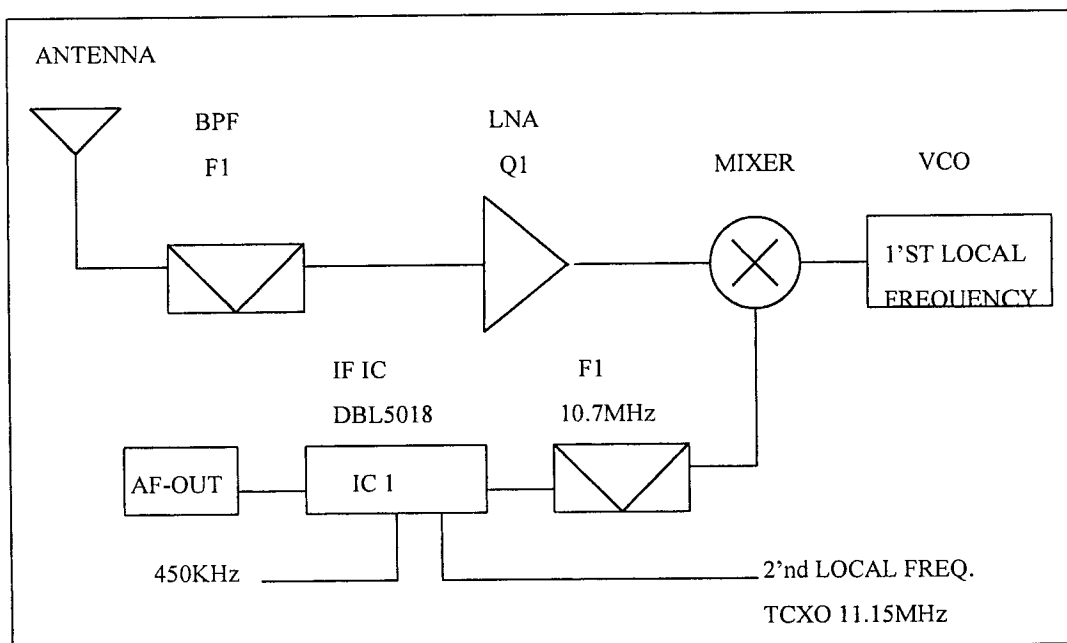 ANTENNA
BPF
F1
LNA
Q1
MIXER
VCO
1'ST LOCAL
FREQUENCY
IF IC
DBL5018
F1
10.7MHz
AF-OUT
IC 1
450KHz
2'nd LOCAL FREQ.
TCXO 11.15MHz